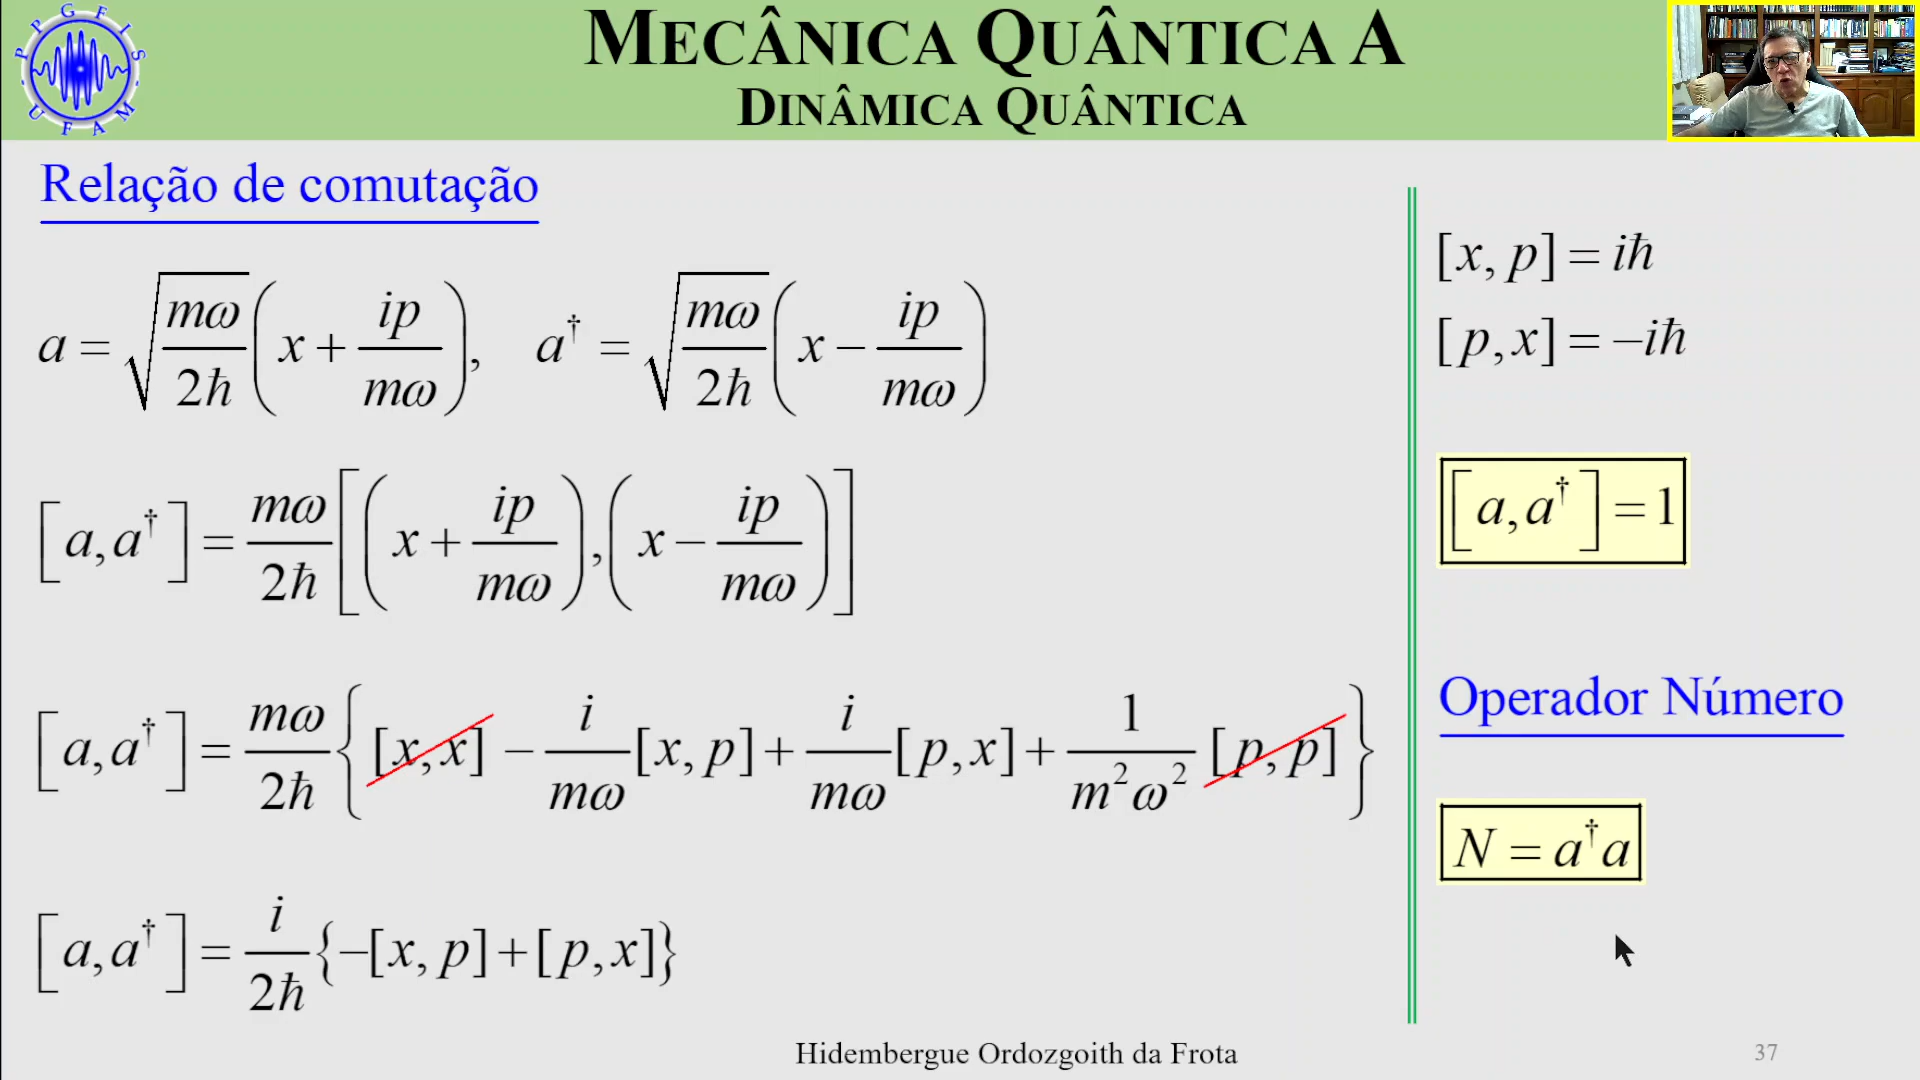 PPGFIS
UFAM
MECÂNICA QUÂNTICA A
DINÂMICA QUÂNTICA
Relação de comutação
a = √(mω/2ħ) (x + ip/mω), a† = √(mω/2ħ) (x − ip/mω)
[a, a†] = mω/2ħ [(x + ip/mω), (x − ip/mω)]
[a, a†] = mω/2ħ {[x, x] − i/mω [x, p] + i/mω [p, x] + 1/m²ω² [p, p]}
[a, a†] = i/2ħ {−[x, p] + [p, x]}
[x, p] = iħ
[p, x] = −iħ
[a, a†] = 1
Operador Número
N = a†a
Hidembergue Ordozgoith da Frota
37